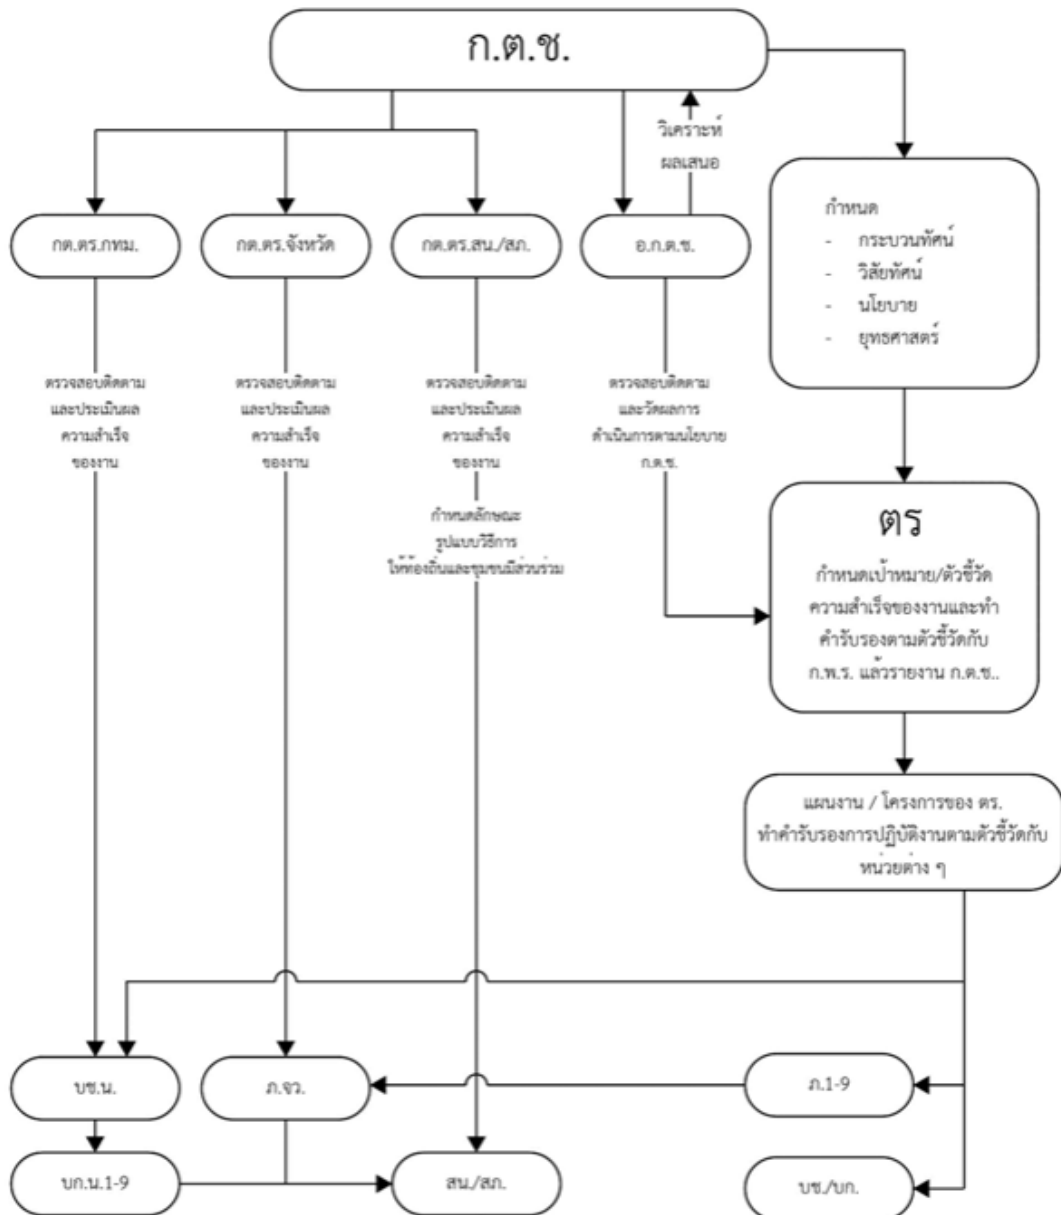 ก.ต.ช.
วิเคราะห์
ผลเสนอ
กต.ตร.กทม.
กต.ตร.จังหวัด
กต.ตร.สน./สภ.
อ.ก.ต.ช.
กำหนด
- กระบวนทัศน์
- วิสัยทัศน์
- นโยบาย
- ยุทธศาสตร์
ตรวจสอบติดตาม
และประเมินผล
ความสำเร็จ
ของงาน
ตรวจสอบติดตาม
และประเมินผล
ความสำเร็จ
ของงาน
ตรวจสอบติดตาม
และประเมินผล
ความสำเร็จ
ของงาน
กำหนดลักษณะ
รูปแบบวิธีการ
ให้ท้องถิ่นและชุมชนมีส่วนร่วม
ตรวจสอบติดตาม
และวัดผลการ
ดำเนินการตามนโยบาย
ก.ต.ช.
ตร
กำหนดเป้าหมาย/ตัวชี้วัด
ความสำเร็จของงานและทำ
คำรับรองตามตัวชี้วัดกับ
ก.พ.ร. แล้วรายงาน ก.ต.ช..
แผนงาน / โครงการของ ตร.
ทำคำรับรองการปฏิบัติงานตามตัวชี้วัดกับ
หน่วยต่าง ๆ
บช.น.
ภ.จว.
ภ.1-9
บก.น.1-9
สน./สภ.
บช./บก.